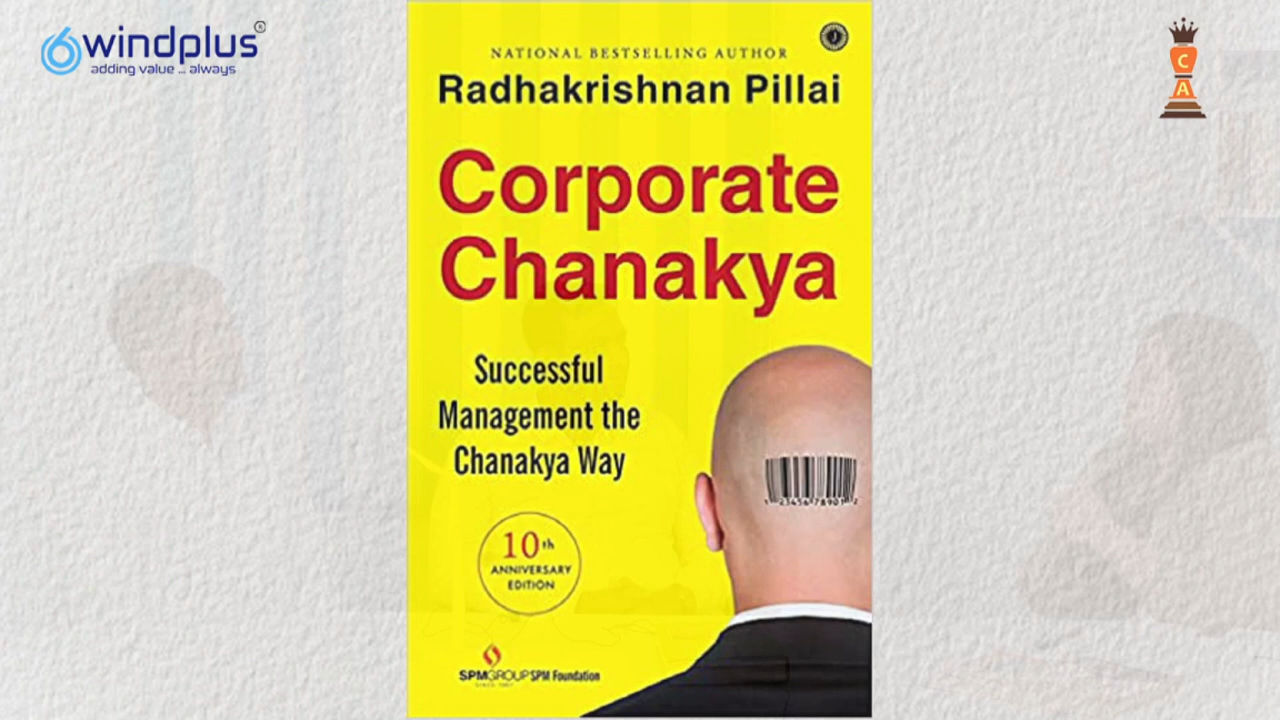 windplus
adding value ... always
C
A
NATIONAL BESTSELLING AUTHOR
Radhakrishnan Pillai
Corporate
Chanakya
Successful
Management the
Chanakya Way
10th
ANNIVERSARY
EDITION
SPMGROUP SPM Foundation